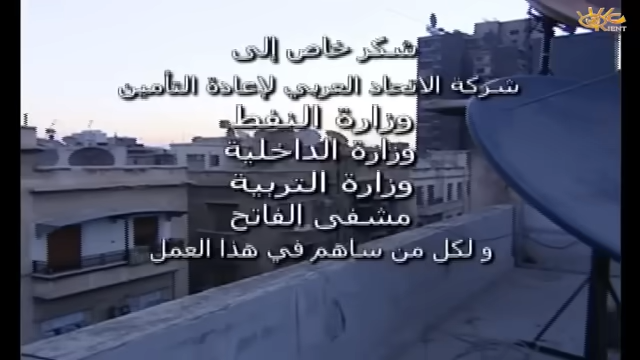 شكر خاص إلى
شركة الاتحاد العربي لإعادة التأمين
وزارة النفط
وزارة الداخلية
وزارة التربية
مشفى الفاتح
و لكل من ساهم في هذا العمل